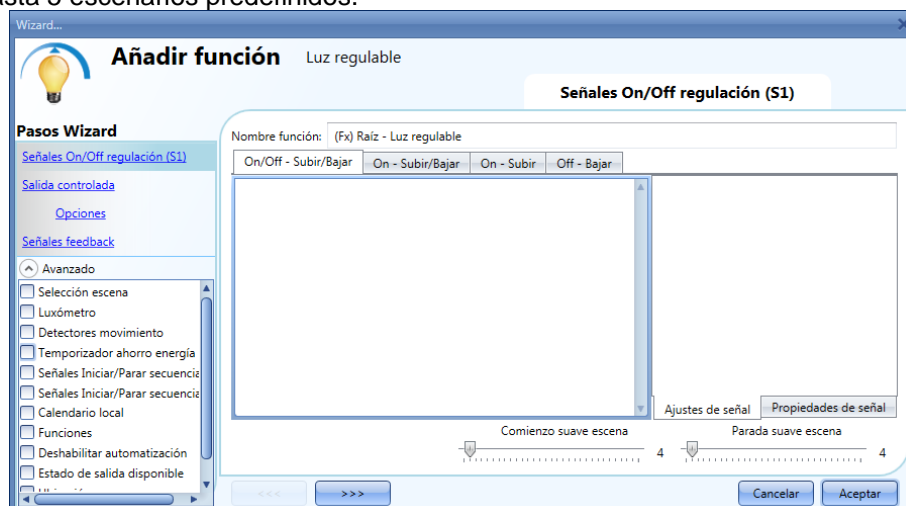 asta 5 escenarios predefinidos.
Wizard...
Añadir función Luz regulable
Señales On/Off regulación (S1)
Pasos Wizard
Señales On/Off regulación (S1)
Salida controlada
Opciones
Señales feedback
Avanzado
Selección escena
Luxómetro
Detectores movimiento
Temporizador ahorro energía
Señales Iniciar/Parar secuencia
Señales Iniciar/Parar secuencia
Calendario local
Funciones
Deshabilitar automatización
Estado de salida disponible
Nombre función: (Fx) Raíz - Luz regulable
On/Off - Subir/Bajar On - Subir/Bajar On - Subir Off - Bajar
Ajustes de señal Propiedades de señal
Comienzo suave escena Parada suave escena
4 4
<<< >>> Cancelar Aceptar